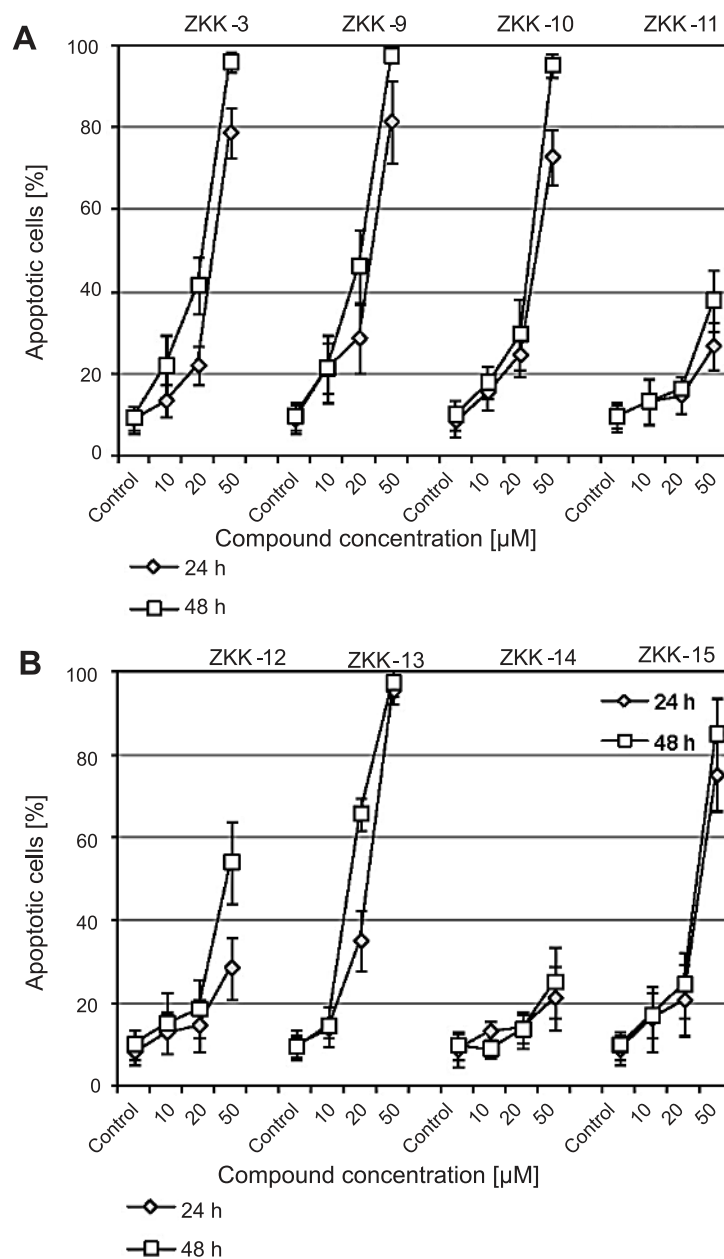 A
ZKK-3 ZKK-9 ZKK-10 ZKK-11
Apoptotic cells [%]
100
80
60
40
20
0
Control 10 20 50 Control 10 20 50 Control 10 20 50 Control 10 20 50
Compound concentration [µM]
24 h
48 h
B
ZKK-12 ZKK-13 ZKK-14 ZKK-15
Apoptotic cells [%]
100
80
60
40
20
0
24 h
48 h
Control 10 20 50 Control 10 20 50 Control 10 20 50 Control 10 20 50
Compound concentration [µM]
24 h
48 h